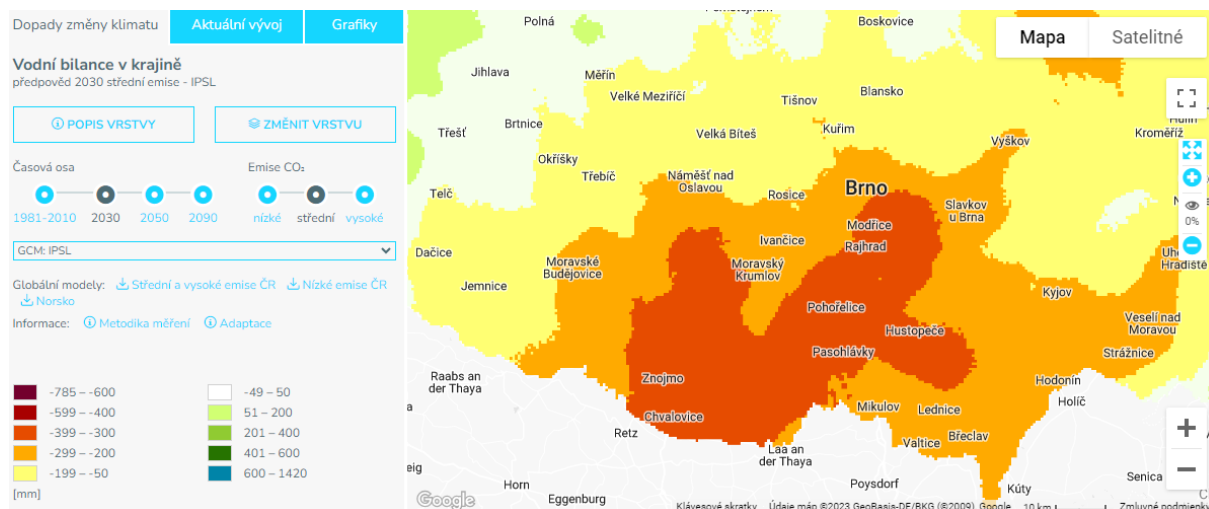 Dopady změny klimatu
Aktuální vývoj
Grafiky
Vodní bilance v krajině
předpověd 2030 střední emise - IPSL
POPIS VRSTVY
ZMĚNIT VRSTVU
Časová osa
Emise CO₂
1981-2010 2030 2050 2090
nízké střední vysoké
GCM: IPSL
Globální modely: Střední a vysoké emise ČR Nízké emise ČR
Norsko
Informace: Metodika měření Adaptace
-785 – -600
-599 – -400
-399 – -300
-299 – -200
-199 – -50
[mm]
-49 – 50
51 – 200
201 – 400
401 – 600
600 – 1420
Mapa
Satelitné
Polná
Boskovice
Jihlava
Měřín
Velké Meziříčí
Tišnov
Blansko
Třešť
Brtnice
Velká Bíteš
Kuřim
Vyškov
Kroměříž
Hulín
Okříšky
Třebíč
Náměšť nad
Oslavou
Rosice
Brno
Slavkov
u Brna
0%
Telč
Modřice
Rajhrad
Ivančice
Dačice
Moravské
Budějovice
Moravský
Krumlov
Hradiště
Jemnice
Kyjov
Pohořelice
Hustopeče
Veselí nad
Moravou
Pasohlávky
Strážnice
Raabs an
der Thaya
Znojmo
Hodonín
Holíč
Chvalovice
Mikulov
Lednice
Retz
Valtice
Břeclav
Laa an
der Thaya
Horn
Eggenburg
Poysdorf
Kúty
Senica
Google
Klávesové skratky
Údaje máp ©2023 GeoBasis-DE/BKG (©2009), Google
10 km
Zmluvné podmienky